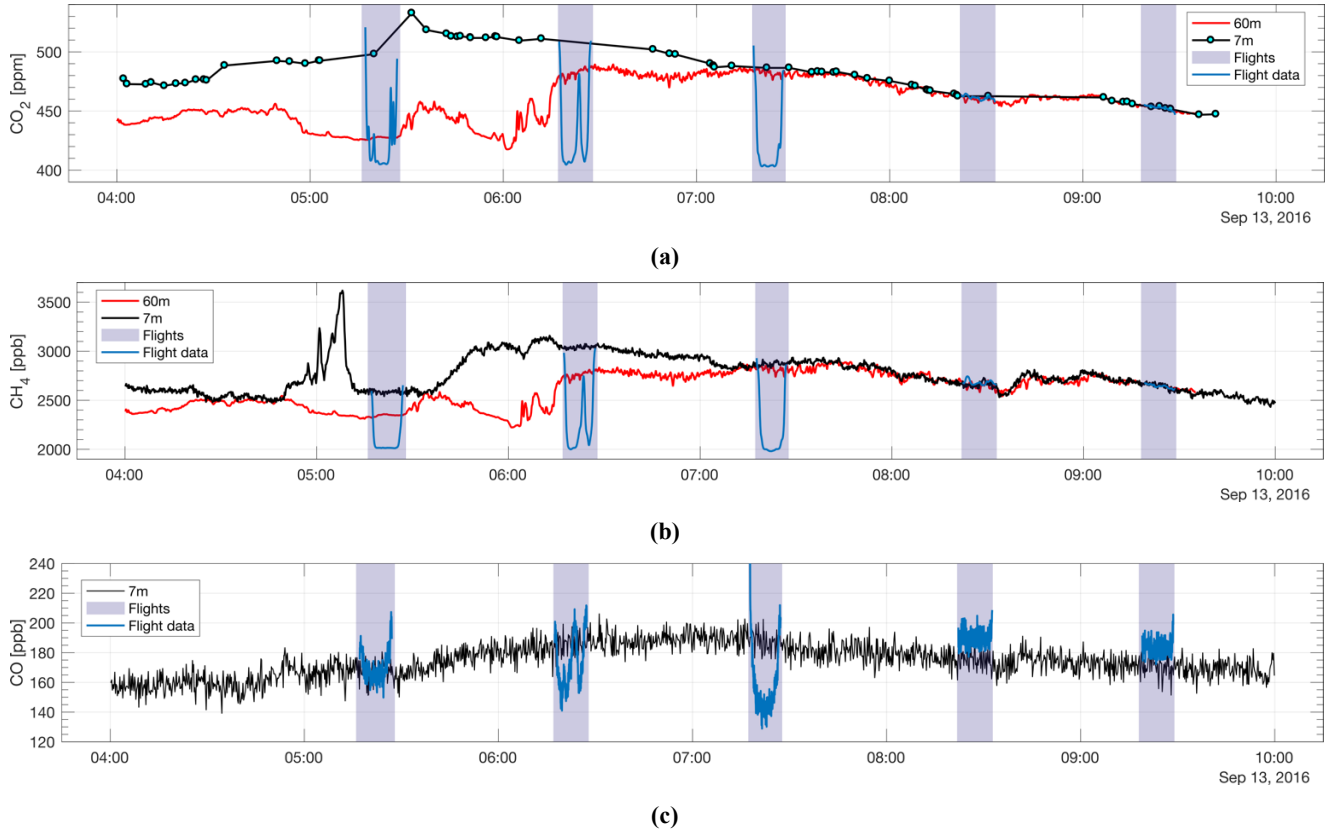 CO2 [ppm]
500
450
400
60m
7m
Flights
Flight data
04:00 05:00 06:00 07:00 08:00 09:00 10:00
Sep 13, 2016
(a)
CH4 [ppb]
3500
3000
2500
2000
60m
7m
Flights
Flight data
04:00 05:00 06:00 07:00 08:00 09:00 10:00
Sep 13, 2016
(b)
CO [ppb]
240
220
200
180
160
140
120
7m
Flights
Flight data
04:00 05:00 06:00 07:00 08:00 09:00 10:00
Sep 13, 2016
(c)